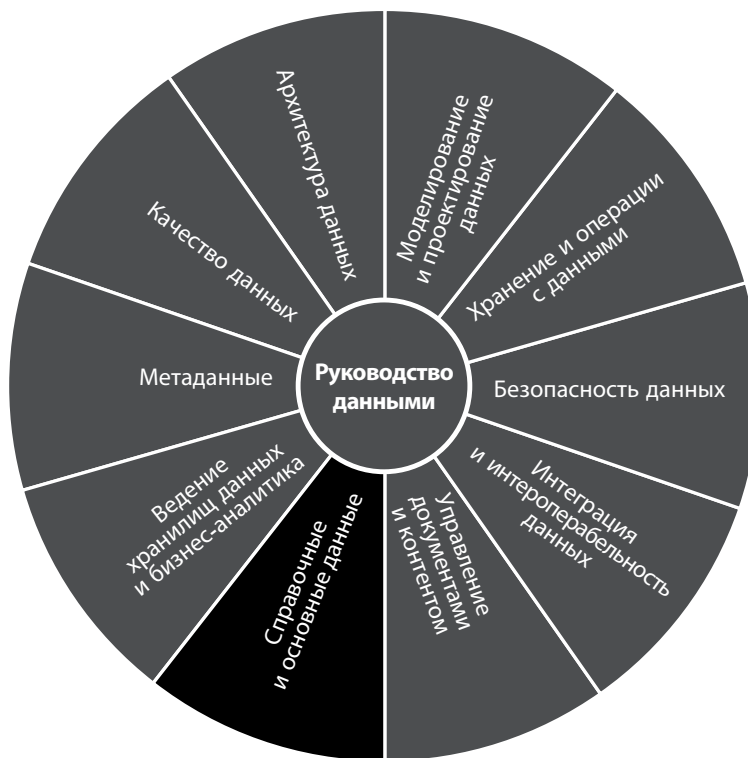 Архитектура данных
Моделирование
и проектирование
данных
Хранение и операции
с данными
Безопасность данных
Интеграция
и интероперабельность
данных
Управление
документами
и контентом
Справочные
и основные данные
Ведение
хранилищ данных
и бизнес-аналитика
Метаданные
Качество данных
Руководство
данными